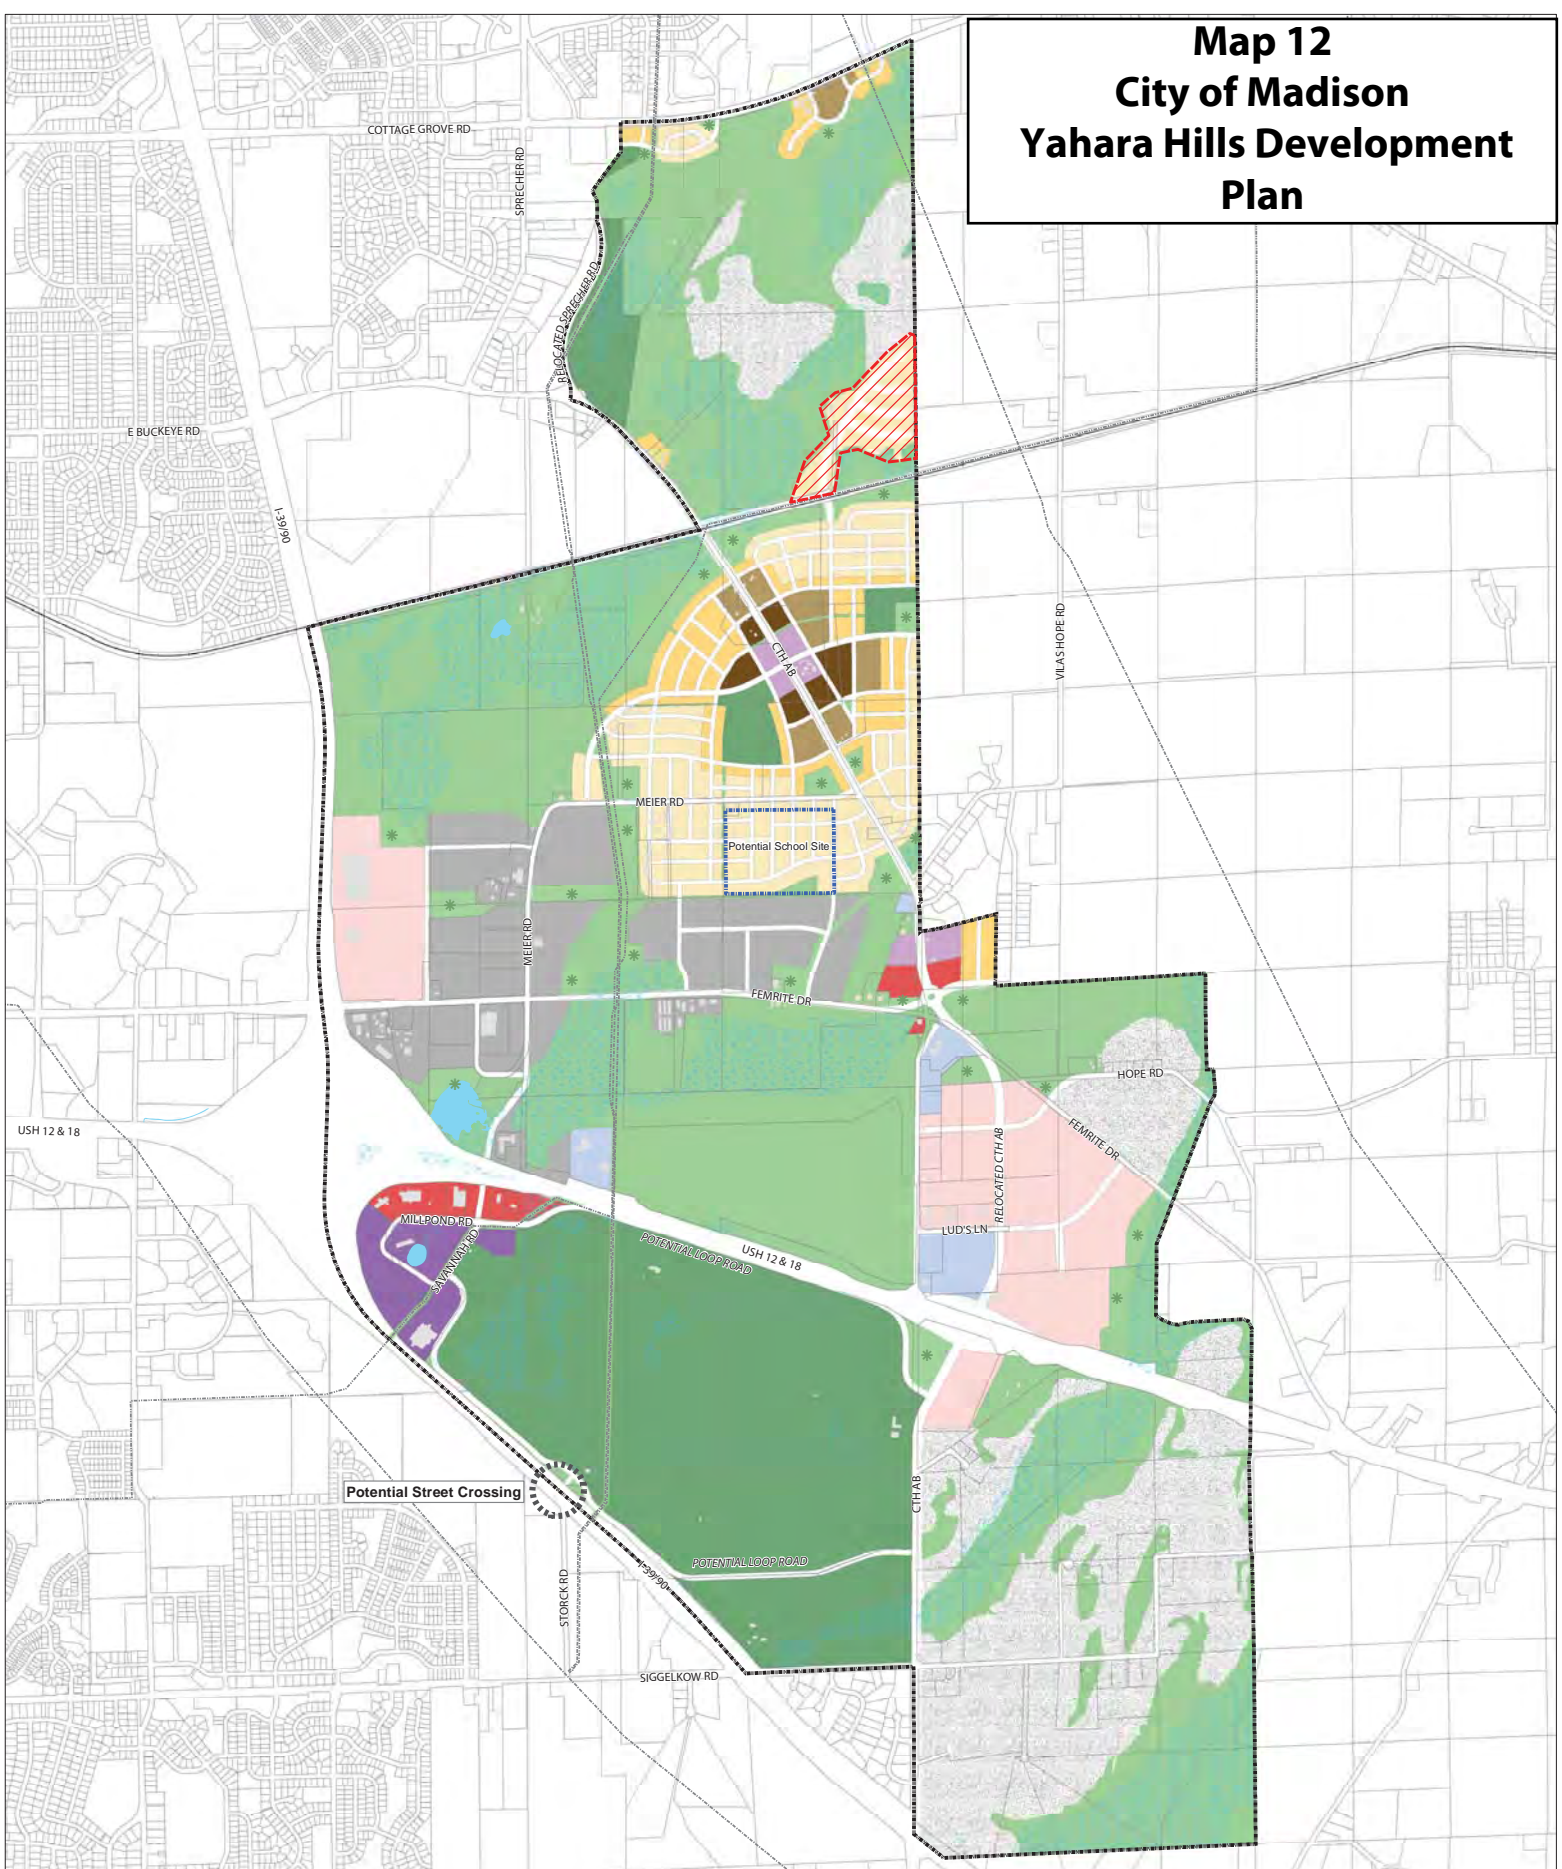 Map 12
City of Madison
Yahara Hills Development
Plan
COTTAGE GROVE RD
SPRECHER RD
RELOCATED SPRECHER RD
E BUCKEYE RD
I-39/90
CTH AB
VILAS HOPE RD
MEIER RD
Potential School Site
MEIER RD
FEMRITE DR
HOPE RD
USH 12 & 18
FEMRITE DR
RELOCATED CTH AB
MILLPOND RD
LUD'S LN
SAVANNAH RD
POTENTIAL LOOP ROAD
USH 12 & 18
Potential Street Crossing
CTH AB
POTENTIAL LOOP ROAD
I-39/90
STORCK RD
SIGGELKOW RD